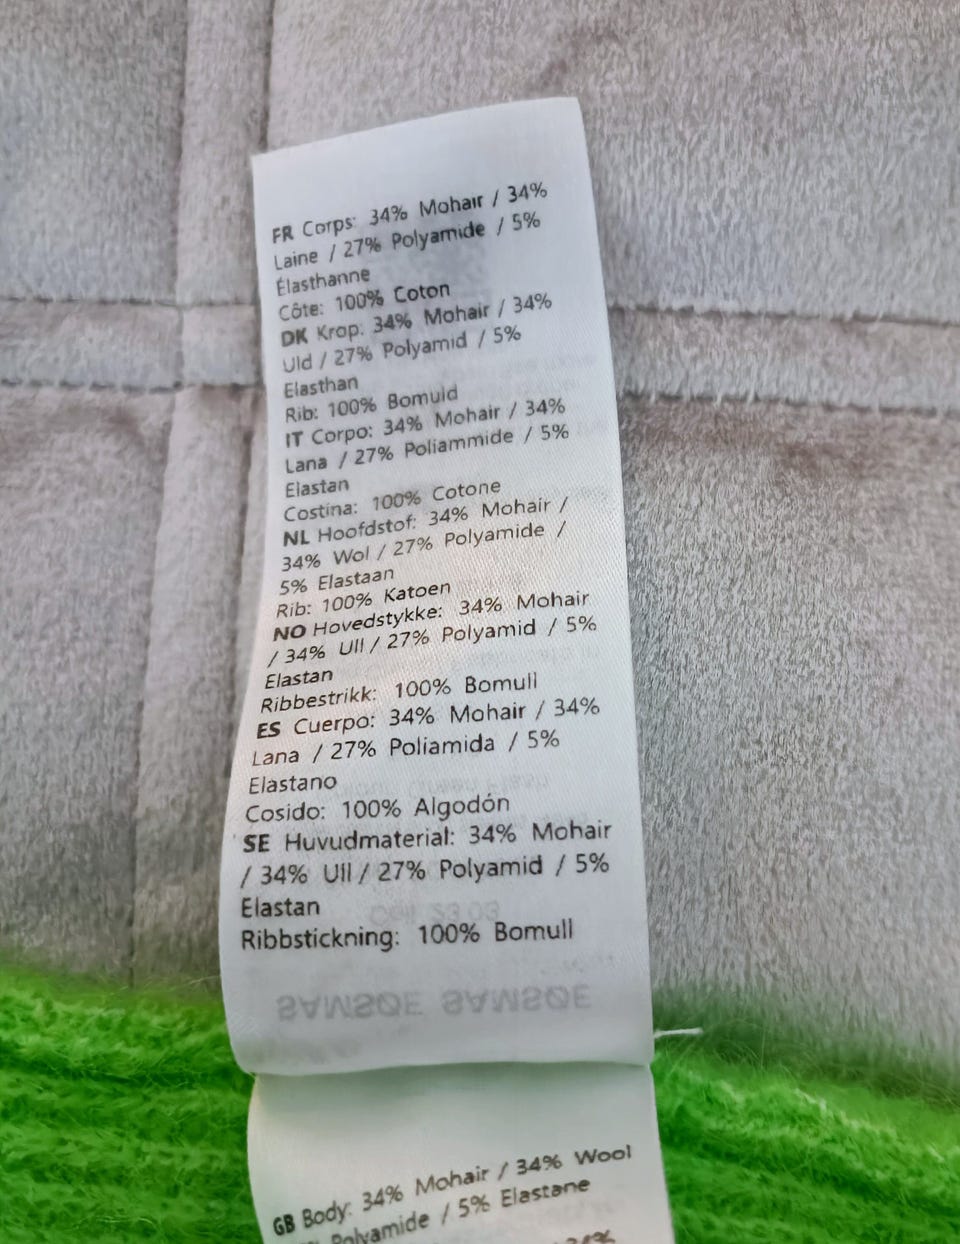 FR Corps: 34% Mohair / 34%
Laine / 27% Polyamide / 5%
Élasthanne
Côte: 100% Coton
DK Krop: 34% Mohair / 34%
Uld / 27% Polyamid / 5%
Elasthan
Rib: 100% Bomuld
IT Corpo: 34% Mohair / 34%
Lana / 27% Poliammide / 5%
Elastan
Costina: 100% Cotone
NL Hoofdstof: 34% Mohair /
34% Wol / 27% Polyamide /
5% Elastaan
Rib: 100% Katoen
NO Hovedstykke: 34% Mohair
/ 34% Ull / 27% Polyamid / 5%
Elastan
Ribbestrikk: 100% Bomull
ES Cuerpo: 34% Mohair / 34%
Lana / 27% Poliamida / 5%
Elastano
Cosido: 100% Algodón
SE Huvudmaterial: 34% Mohair
/ 34% Ull / 27% Polyamid / 5%
Elastan
Ribbstickning: 100% Bomull
SAMSØE SAMSØE
GB Body: 34% Mohair / 34% Wool
Polyamide / 5% Elastane